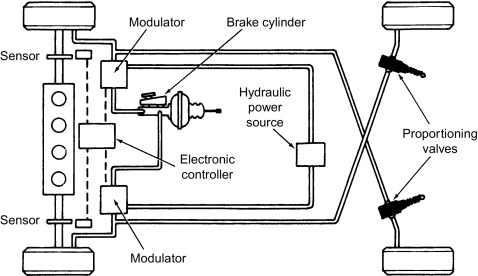 Modulator
Brake cylinder
Sensor
Hydraulic
power
source
Proportioning
valves
Electronic
controller
Sensor
Modulator